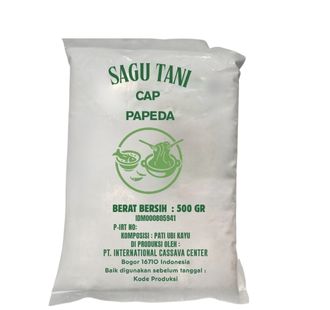 SAGU TANI
CAP
PAPEDA
BERAT BERSIH : 500 GR
IDM000805941
P-IRT NO:
KOMPOSISI : PATI UBI KAYU
DI PRODUKSI OLEH :
PT. INTERNATIONAL CASSAVA CENTER
Bogor 16710 Indonesia
Baik digunakan sebelum tanggal :
Kode Produksi